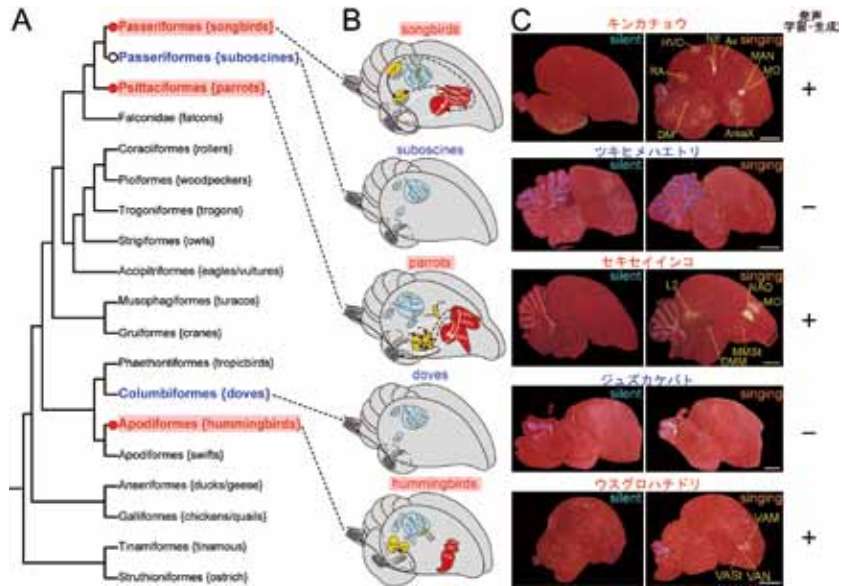 A
Passeriformes {songbirds}
Passeriformes {suboscines}
Psittaciformes {parrots}
Falconidae {falcons}
Coraciiformes {rollers}
Piciformes {woodpeckers}
Trogoniformes {trogons}
Strigiformes {owls}
Accipitriformes {eagles/vultures}
Musophagiformes {turacos}
Gruiformes {cranes}
Phaethontiformes {tropicbirds}
Columbiformes {doves}
Apodiformes {hummingbirds}
Apodiformes {swifts}
Anseriformes {ducks/geese}
Galliformes {chickens/quails}
Tinamiformes {tinamous}
Struthioniformes {ostrich}
B
songbirds
suboscines
parrots
doves
hummingbirds
C
発声
学習・生成
キンカチョウ
silent
singing
HVC
NIf
Av
MAN
MO
RA
DM
AreaX
+
ツキヒメハエトリ
silent
singing
−
セキセイインコ
silent
singing
L2
NAO
MO
MMSt
DMM
+
ジュズカケバト
silent
singing
−
ウスグロハチドリ
silent
singing
VAM
VASt VAN
+